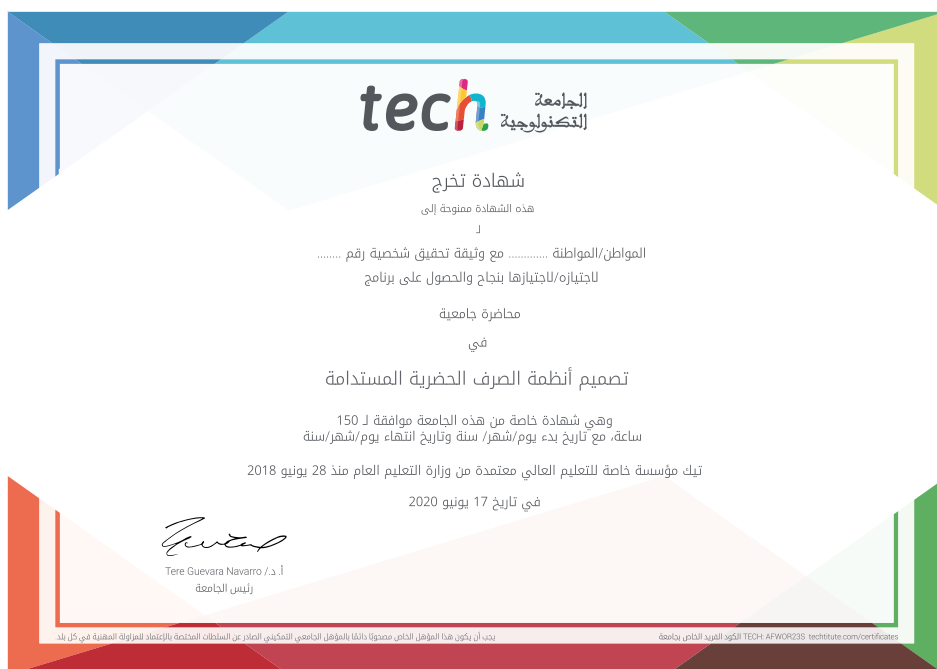 tech الجامعة
التكنولوجية
شهادة تخرج
هذه الشهادة ممنوحة إلى
لـ
المواطن/المواطنة ............ مع وثيقة تحقيق شخصية رقم ........
لاجتيازه/لاجتيازها بنجاح والحصول على برنامج
محاضرة جامعية
في
تصميم أنظمة الصرف الحضرية المستدامة
وهي شهادة خاصة من هذه الجامعة موافقة لـ 150
ساعة، مع تاريخ بدء يوم/شهر/ سنة وتاريخ انتهاء يوم/شهر/سنة
تيك مؤسسة خاصة للتعليم العالي معتمدة من وزارة التعليم العام منذ 28 يونيو 2018
في تاريخ 17 يونيو 2020
أ.د./ Tere Guevara Navarro
رئيس الجامعة
يجب أن يكون هذا المؤهل الخاص مصحوبًا دائمًا بالمؤهل الجامعي التمكيني الصادر عن السلطات المختصة بالإعتماد للمزاولة المهنية في كل بلد.
الكود الفريد الخاص بجامعة TECH: AFWOR23S techtitute.com/certificates